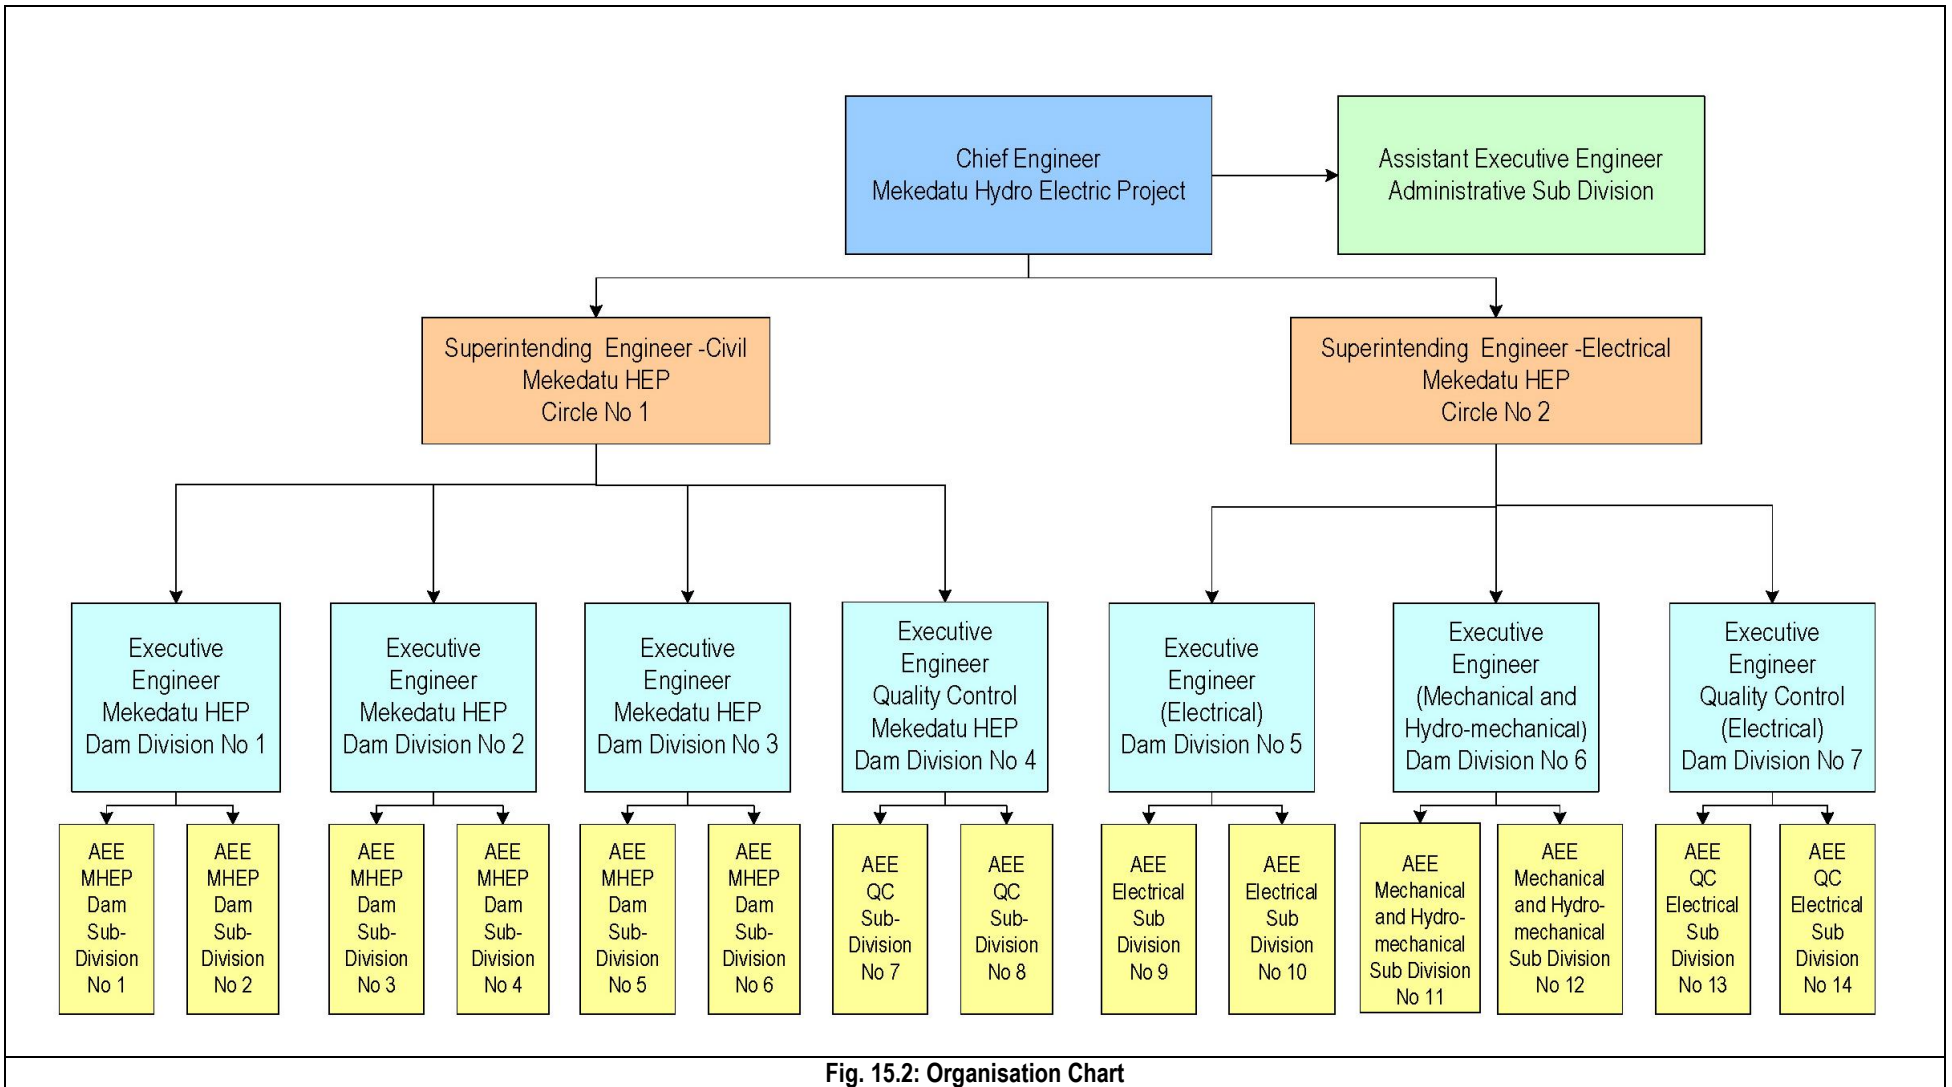 Chief Engineer
Mekedatu Hydro Electric Project
Assistant Executive Engineer
Administrative Sub Division
Superintending Engineer -Civil
Mekedatu HEP
Circle No 1
Superintending Engineer -Electrical
Mekedatu HEP
Circle No 2
Executive
Engineer
Mekedatu HEP
Dam Division No 1
Executive
Engineer
Mekedatu HEP
Dam Division No 2
Executive
Engineer
Mekedatu HEP
Dam Division No 3
Executive
Engineer
Quality Control
Mekedatu HEP
Dam Division No 4
Executive
Engineer
(Electrical)
Dam Division No 5
Executive
Engineer
(Mechanical and
Hydro-mechanical)
Dam Division No 6
Executive
Engineer
Quality Control
(Electrical)
Dam Division No 7
AEE
MHEP
Dam
Sub-
Division
No 1
AEE
MHEP
Dam
Sub-
Division
No 2
AEE
MHEP
Dam
Sub-
Division
No 3
AEE
MHEP
Dam
Sub-
Division
No 4
AEE
MHEP
Dam
Sub-
Division
No 5
AEE
MHEP
Dam
Sub-
Division
No 6
AEE
QC
Sub-
Division
No 7
AEE
QC
Sub-
Division
No 8
AEE
Electrical
Sub
Division
No 9
AEE
Electrical
Sub
Division
No 10
AEE
Mechanical
and Hydro-
mechanical
Sub Division
No 11
AEE
Mechanical
and Hydro-
mechanical
Sub Division
No 12
AEE
QC
Electrical
Sub
Division
No 13
AEE
QC
Electrical
Sub
Division
No 14
Fig. 15.2: Organisation Chart